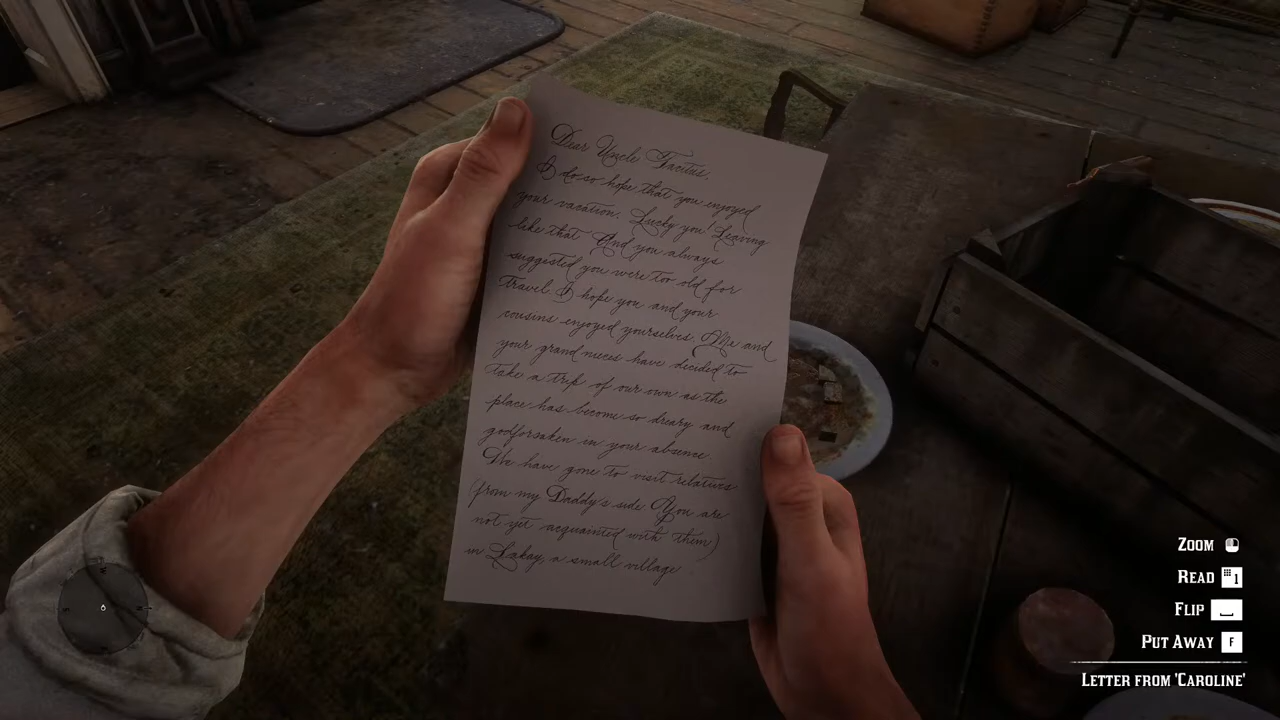 Dear Uncle Tacitus,
I do so hope that you enjoyed
your vacation. Lucky you! Leaving
like that. And you always
suggested you were too old for
travel. I hope you and your
cousins enjoyed yourselves. Me and
your grand nieces have decided to
take a trip of our own as the
place has become so dreary and
godforsaken in your absence
We have gone to visit relatives
(from my Daddy's side. You are
not yet acquainted with them)
in Lakay, a small village
ZOOM
READ 1
FLIP
PUT AWAY F
LETTER FROM 'CAROLINE'